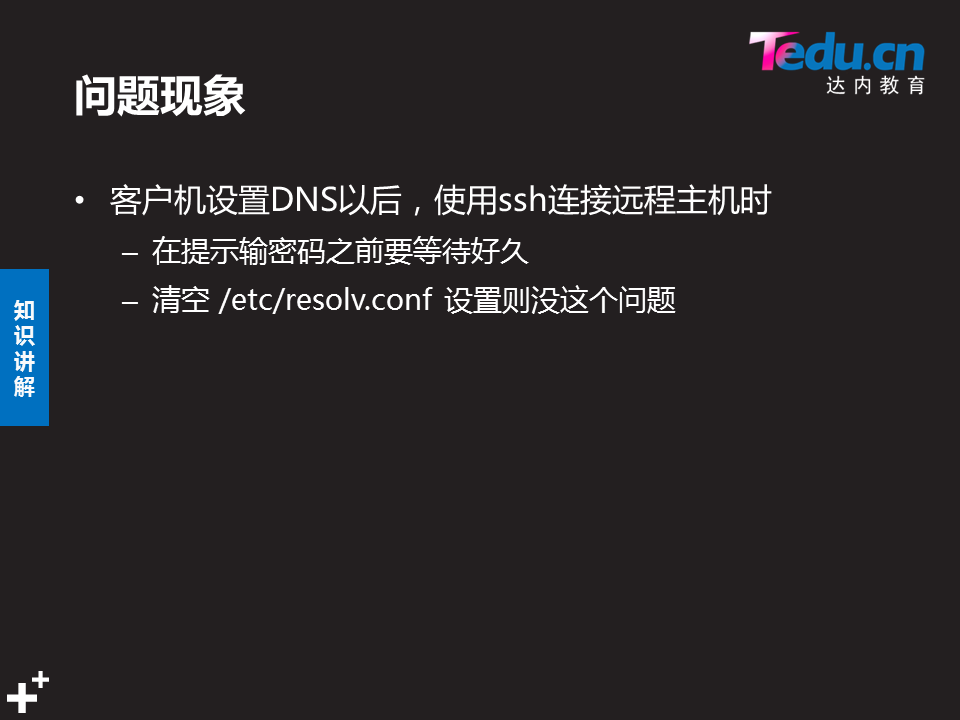 Tedu.cn
达内教育
问题现象
• 客户机设置DNS以后，使用ssh连接远程主机时
– 在提示输密码之前要等待好久
– 清空 /etc/resolv.conf 设置则没这个问题
知识讲解